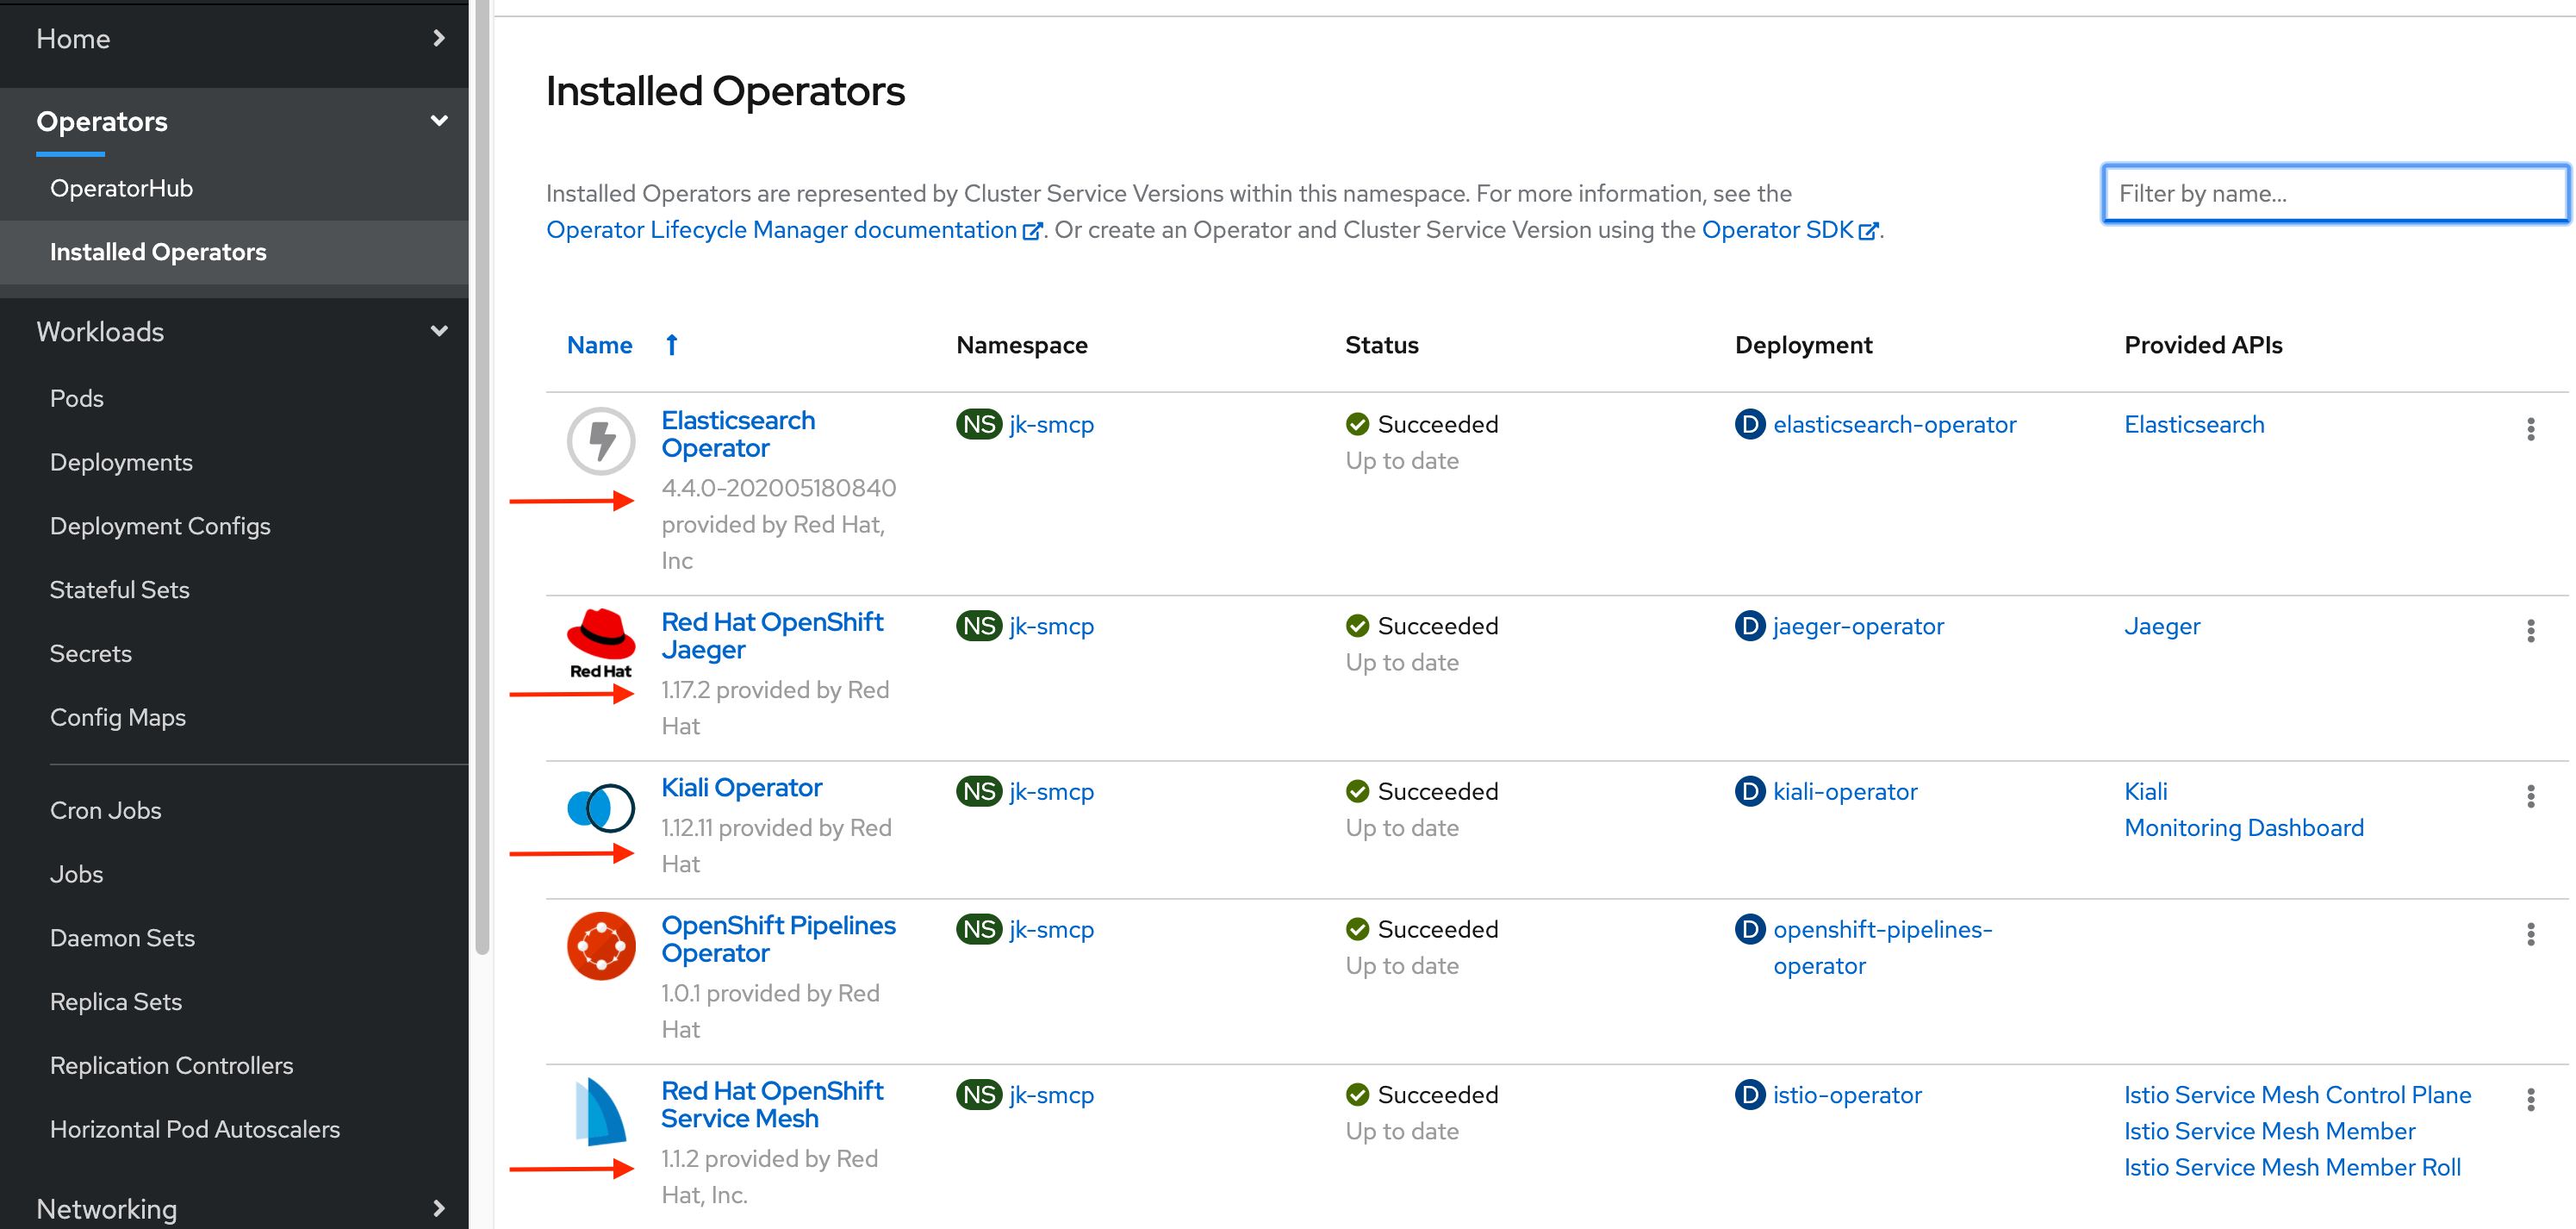 Home
Operators
OperatorHub
Installed Operators
Workloads
Pods
Deployments
Deployment Configs
Stateful Sets
Secrets
Config Maps
Cron Jobs
Jobs
Daemon Sets
Replica Sets
Replication Controllers
Horizontal Pod Autoscalers
Networking
Installed Operators
Installed Operators are represented by Cluster Service Versions within this namespace. For more information, see the
Operator Lifecycle Manager documentation. Or create an Operator and Cluster Service Version using the Operator SDK.
Filter by name...
Name Namespace Status Deployment Provided APIs
Elasticsearch
Operator
4.4.0-202005180840
provided by Red Hat,
Inc
NS jk-smcp
Succeeded
Up to date
D elasticsearch-operator
Elasticsearch
Red Hat
Red Hat OpenShift
Jaeger
1.17.2 provided by Red
Hat
NS jk-smcp
Succeeded
Up to date
D jaeger-operator
Jaeger
Kiali Operator
1.12.11 provided by Red
Hat
NS jk-smcp
Succeeded
Up to date
D kiali-operator
Kiali
Monitoring Dashboard
OpenShift Pipelines
Operator
1.0.1 provided by Red
Hat
NS jk-smcp
Succeeded
Up to date
D openshift-pipelines-
operator
Red Hat OpenShift
Service Mesh
1.1.2 provided by Red
Hat, Inc.
NS jk-smcp
Succeeded
Up to date
D istio-operator
Istio Service Mesh Control Plane
Istio Service Mesh Member
Istio Service Mesh Member Roll